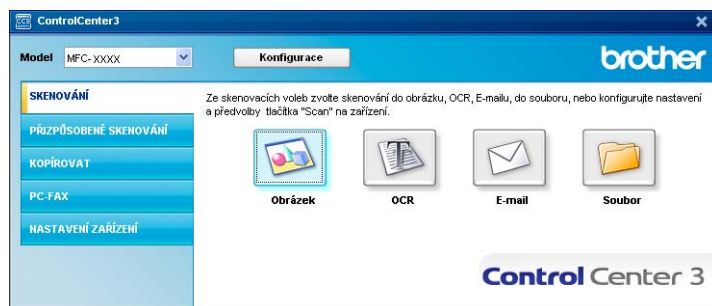 ControlCenter3
Model MFC- XXXX Konfigurace
brother
SKENOVÁNÍ
PŘIZPŮSOBENÉ SKENOVÁNÍ
KOPÍROVAT
PC-FAX
NASTAVENÍ ZAŘÍZENÍ
Ze skenovacích voleb zvolte skenování do obrázku, OCR, E-mailu, do souboru, nebo konfigurujte nastavení
a předvolby tlačítka "Scan" na zařízení.
Obrázek OCR E-mail Soubor
Control Center 3